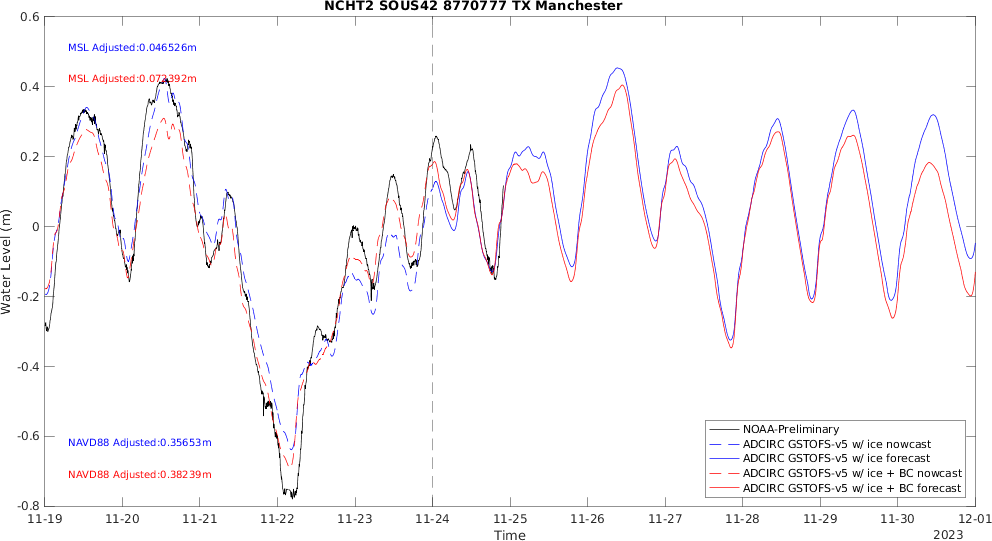 NCHT2 SOUS42 8770777 TX Manchester
0.6
MSL Adjusted:0.046526m
MSL Adjusted:0.072392m
0.4
0.2
0
-0.2
-0.4
-0.6
-0.8
Water Level (m)
NAVD88 Adjusted:0.35653m
NAVD88 Adjusted:0.38239m
NOAA-Preliminary
ADCIRC GSTOFS-v5 w/ ice nowcast
ADCIRC GSTOFS-v5 w/ ice forecast
ADCIRC GSTOFS-v5 w/ ice + BC nowcast
ADCIRC GSTOFS-v5 w/ ice + BC forecast
11-19 11-20 11-21 11-22 11-23 11-24 11-25 11-26 11-27 11-28 11-29 11-30 12-01
Time
2023